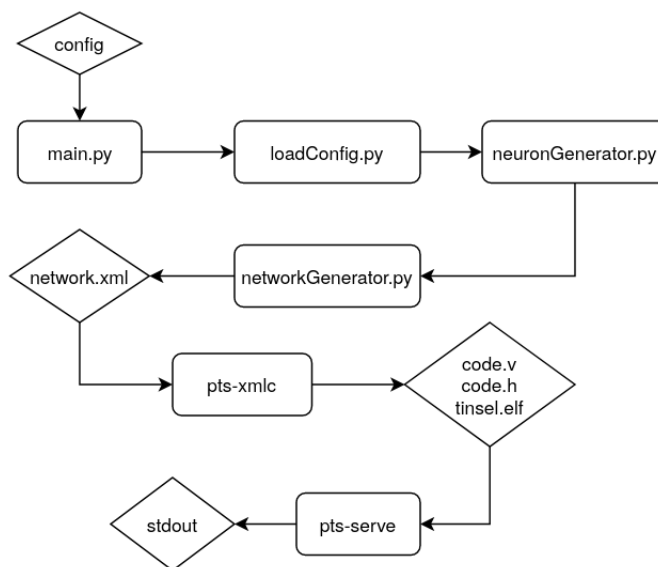 config
main.py
loadConfig.py
neuronGenerator.py
network.xml
networkGenerator.py
pts-xmlc
code.v
code.h
tinsel.elf
stdout
pts-serve